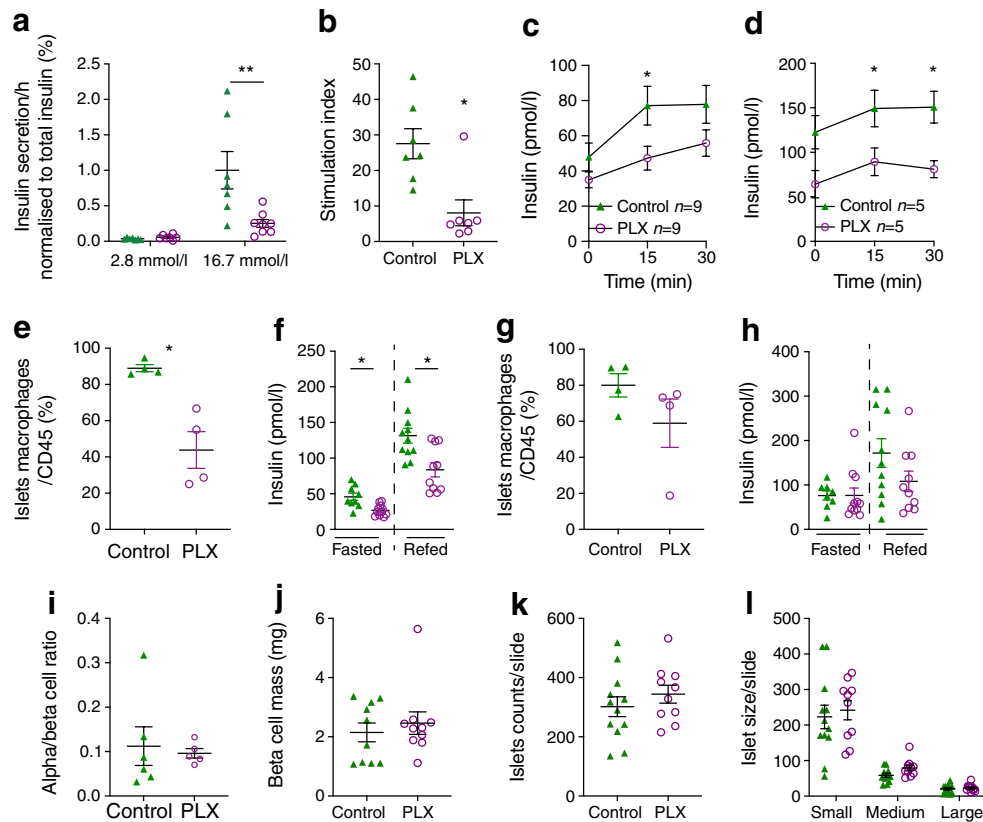 a
Insulin secretion/h
normalised to total insulin (%)
2.5
2.0
1.5
1.0
0.5
0.0
**
2.8 mmol/l
16.7 mmol/l
b
Stimulation index
50
40
30
20
10
0
*
Control
PLX
c
Insulin (pmol/l)
100
80
60
40
20
0
*
Control n=9
PLX n=9
0
15
30
Time (min)
d
Insulin (pmol/l)
200
150
100
50
0
*
*
Control n=5
PLX n=5
0
15
30
Time (min)
e
Islets macrophages
/CD45 (%)
100
80
60
40
20
0
*
Control
PLX
f
Insulin (pmol/l)
250
200
150
100
50
0
*
*
Fasted
Refed
g
Islets macrophages
/CD45 (%)
100
80
60
40
20
0
Control
PLX
h
Insulin (pmol/l)
400
300
200
100
0
Fasted
Refed
i
Alpha/beta cell ratio
0.4
0.3
0.2
0.1
0.0
Control
PLX
j
Beta cell mass (mg)
6
4
2
0
Control
PLX
k
Islets counts/slide
600
400
200
0
Control
PLX
l
Islet size/slide
500
400
300
200
100
0
Small
Medium
Large